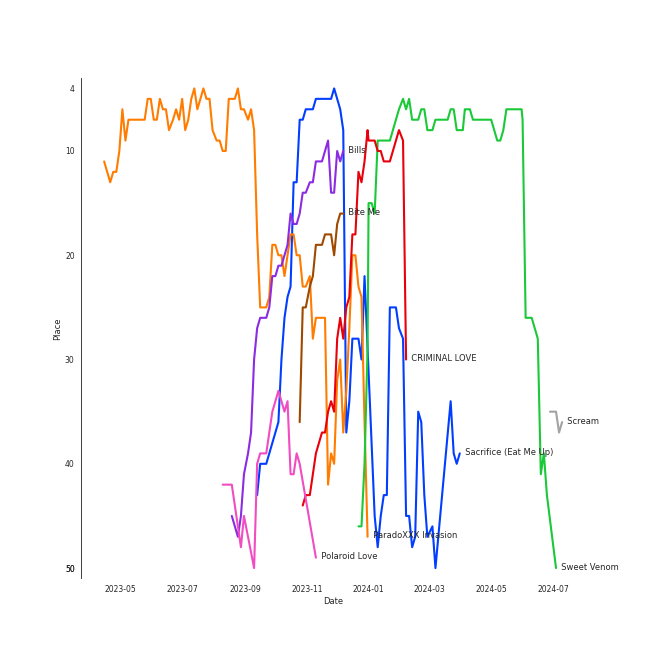 4
10
20
30
40
50
Place
Bills
Bite Me
CRIMINAL LOVE
Scream
Sacrifice (Eat Me Up)
ParadoXXX Invasion
Polaroid Love
Sweet Venom
2023-05 2023-07 2023-09 2023-11 2024-01 2024-03 2024-05 2024-07
Date